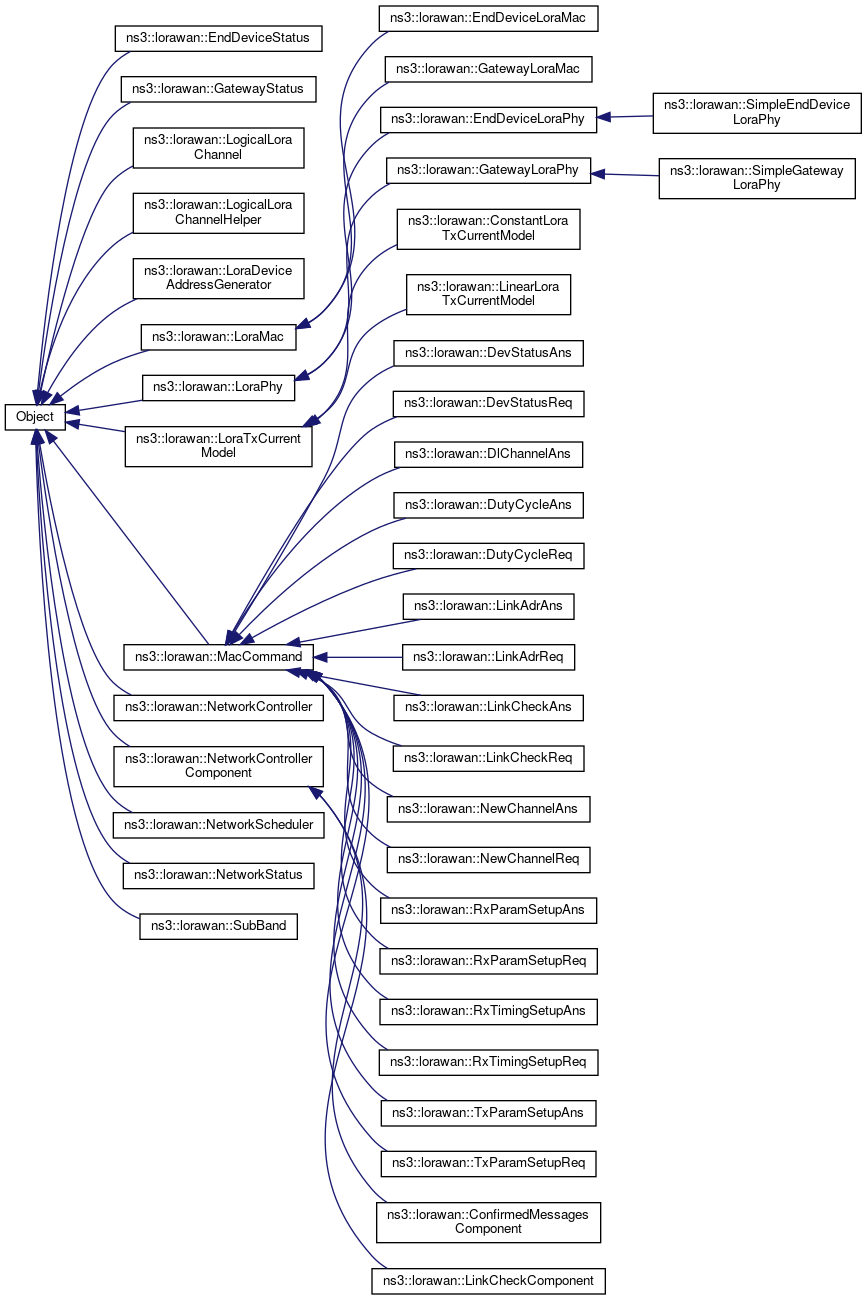 Object
ns3::lorawan::EndDeviceStatus
ns3::lorawan::GatewayStatus
ns3::lorawan::LogicalLora
Channel
ns3::lorawan::LogicalLora
ChannelHelper
ns3::lorawan::LoraDevice
AddressGenerator
ns3::lorawan::LoraMac
ns3::lorawan::LoraPhy
ns3::lorawan::LoraTxCurrent
Model
ns3::lorawan::MacCommand
ns3::lorawan::NetworkController
ns3::lorawan::NetworkController
Component
ns3::lorawan::NetworkScheduler
ns3::lorawan::NetworkStatus
ns3::lorawan::SubBand
ns3::lorawan::EndDeviceLoraMac
ns3::lorawan::GatewayLoraMac
ns3::lorawan::EndDeviceLoraPhy
ns3::lorawan::GatewayLoraPhy
ns3::lorawan::ConstantLora
TxCurrentModel
ns3::lorawan::LinearLora
TxCurrentModel
ns3::lorawan::DevStatusAns
ns3::lorawan::DevStatusReq
ns3::lorawan::DlChannelAns
ns3::lorawan::DutyCycleAns
ns3::lorawan::DutyCycleReq
ns3::lorawan::LinkAdrAns
ns3::lorawan::LinkAdrReq
ns3::lorawan::LinkCheckAns
ns3::lorawan::LinkCheckReq
ns3::lorawan::NewChannelAns
ns3::lorawan::NewChannelReq
ns3::lorawan::RxParamSetupAns
ns3::lorawan::RxParamSetupReq
ns3::lorawan::RxTimingSetupAns
ns3::lorawan::RxTimingSetupReq
ns3::lorawan::TxParamSetupAns
ns3::lorawan::TxParamSetupReq
ns3::lorawan::ConfirmedMessages
Component
ns3::lorawan::LinkCheckComponent
ns3::lorawan::SimpleEndDevice
LoraPhy
ns3::lorawan::SimpleGateway
LoraPhy